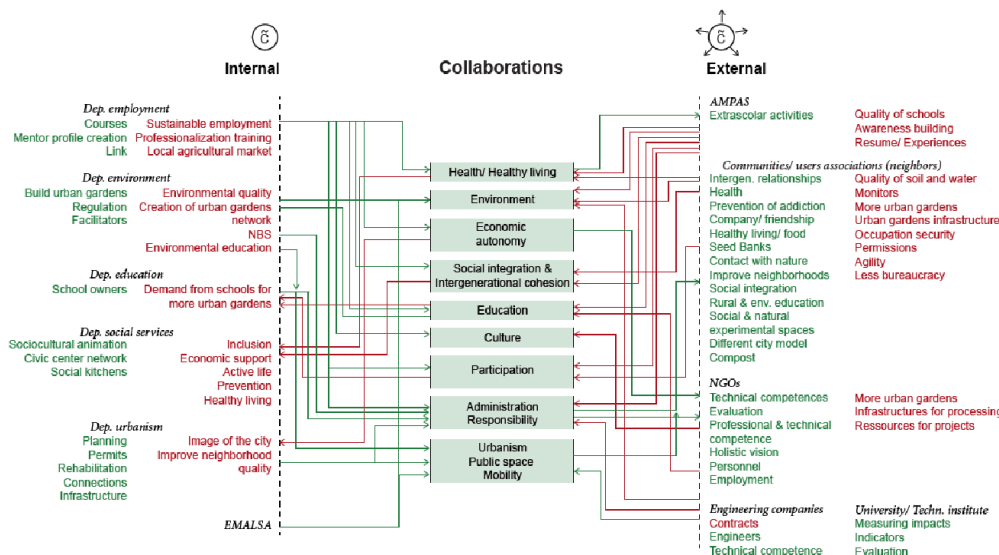 C̃
C̃
Internal
Collaborations
External
Dep. employment
Courses
Sustainable employment
Mentor profile creation
Professionalization training
Link
Local agricultural market
Dep. environment
Build urban gardens
Environmental quality
Regulation
Creation of urban gardens
Facilitators
network
NBS
Environmental education
Dep. education
School owners
Demand from schools for
more urban gardens
Dep. social services
Sociocultural animation
Inclusion
Civic center network
Economic support
Social kitchens
Active life
Prevention
Healthy living
Dep. urbanism
Planning
Image of the city
Permits
Improve neighborhood
Rehabilitation
quality
Connections
Infrastructure
EMALSA
Health/ Healthy living
Environment
Economic
autonomy
Social integration &
Intergenerational cohesion
Education
Culture
Participation
Administration
Responsibility
Urbanism
Public space
Mobility
AMPAS
Extrascolar activities
Quality of schools
Awareness building
Resume/ Experiences
Communities/ users associations (neighbors)
Intergen. relationships
Quality of soil and water
Health
Monitors
Prevention of addiction
More urban gardens
Company/ friendship
Urban gardens infrastructure
Healthy living/ food
Occupation security
Seed Banks
Permissions
Contact with nature
Agility
Improve neighborhoods
Less bureaucracy
Social integration
Rural & env. education
Social & natural
experimental spaces
Different city model
Compost
NGOs
Technical competences
More urban gardens
Evaluation
Infrastructures for processing
Professional & technical
Ressources for projects
competence
Holistic vision
Personnel
Employment
Engineering companies
University/ Techn. institute
Contracts
Measuring impacts
Engineers
Indicators
Technical competence
Evaluation